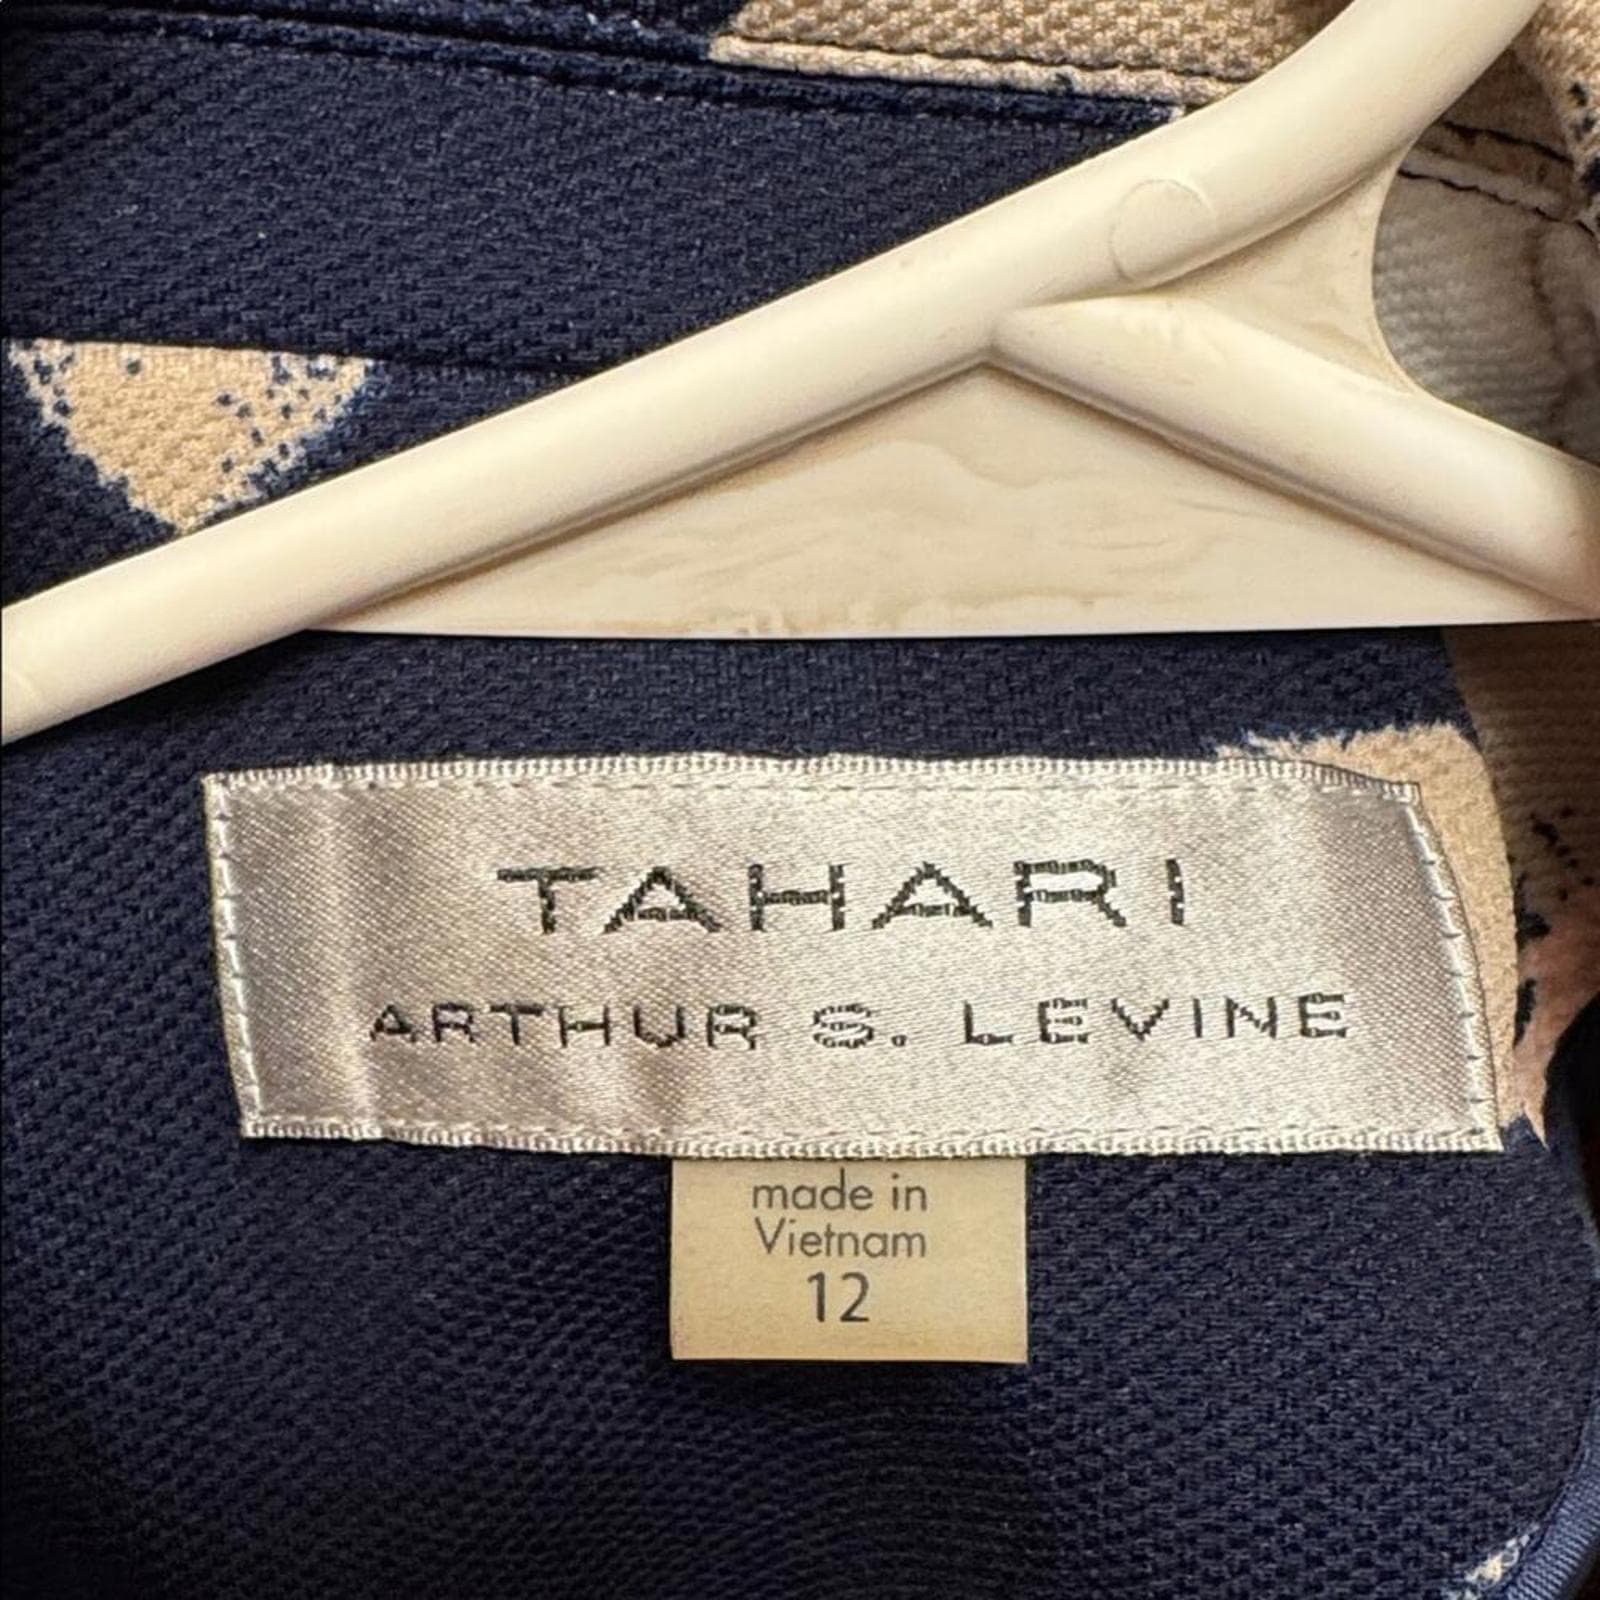 TAHARI
ARTHUR S. LEVINE
made in
Vietnam
12